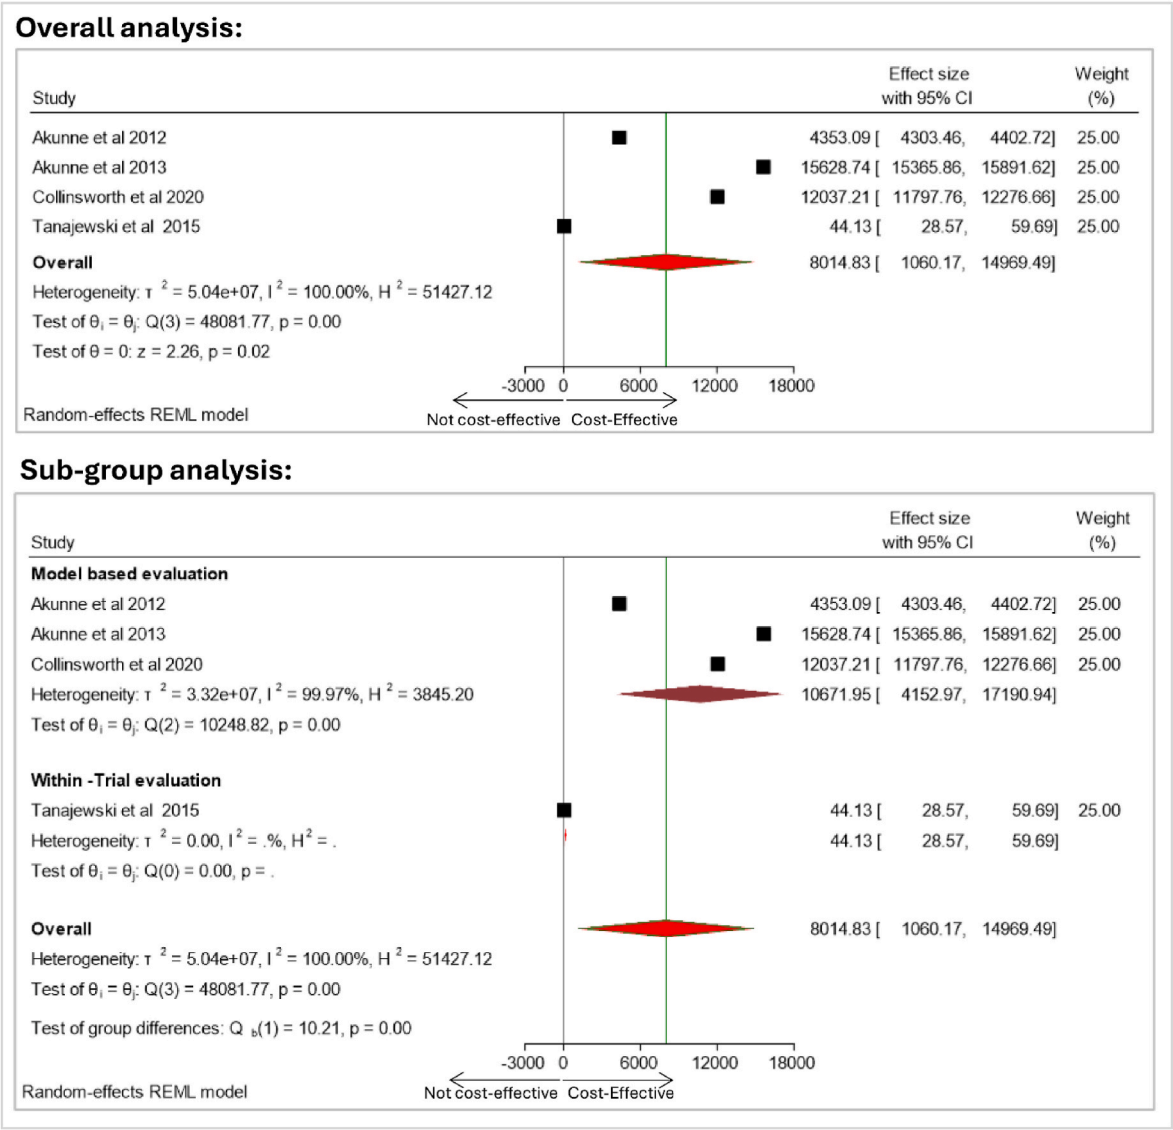 Overall analysis:
Effect size Weight
Study with 95% CI (%)
Akunne et al 2012 4353.09 [ 4303.46, 4402.72] 25.00
Akunne et al 2013 15628.74 [ 15365.86, 15891.62] 25.00
Collinsworth et al 2020 12037.21 [ 11797.76, 12276.66] 25.00
Tanajewski et al 2015 44.13 [ 28.57, 59.69] 25.00
Overall 8014.83 [ 1060.17, 14969.49]
Heterogeneity: τ ² = 5.04e+07, I ² = 100.00%, H ² = 51427.12
Test of θᵢ = θⱼ: Q(3) = 48081.77, p = 0.00
Test of θ = 0: z = 2.26, p = 0.02
-3000 0 6000 12000 18000
Random-effects REML model
Not cost-effective Cost-Effective
Sub-group analysis:
Effect size Weight
Study with 95% CI (%)
Model based evaluation
Akunne et al 2012 4353.09 [ 4303.46, 4402.72] 25.00
Akunne et al 2013 15628.74 [ 15365.86, 15891.62] 25.00
Collinsworth et al 2020 12037.21 [ 11797.76, 12276.66] 25.00
Heterogeneity: τ ² = 3.32e+07, I ² = 99.97%, H ² = 3845.20 10671.95 [ 4152.97, 17190.94]
Test of θᵢ = θⱼ: Q(2) = 10248.82, p = 0.00
Within -Trial evaluation
Tanajewski et al 2015 44.13 [ 28.57, 59.69] 25.00
Heterogeneity: τ ² = 0.00, I ² = .%, H² = . 44.13 [ 28.57, 59.69]
Test of θᵢ = θⱼ: Q(0) = 0.00, p = .
Overall 8014.83 [ 1060.17, 14969.49]
Heterogeneity: τ ² = 5.04e+07, I ² = 100.00%, H ² = 51427.12
Test of θᵢ = θⱼ: Q(3) = 48081.77, p = 0.00
Test of group differences: Q b(1) = 10.21, p = 0.00
-3000 0 6000 12000 18000
Random-effects REML model Not cost-effective Cost-Effective